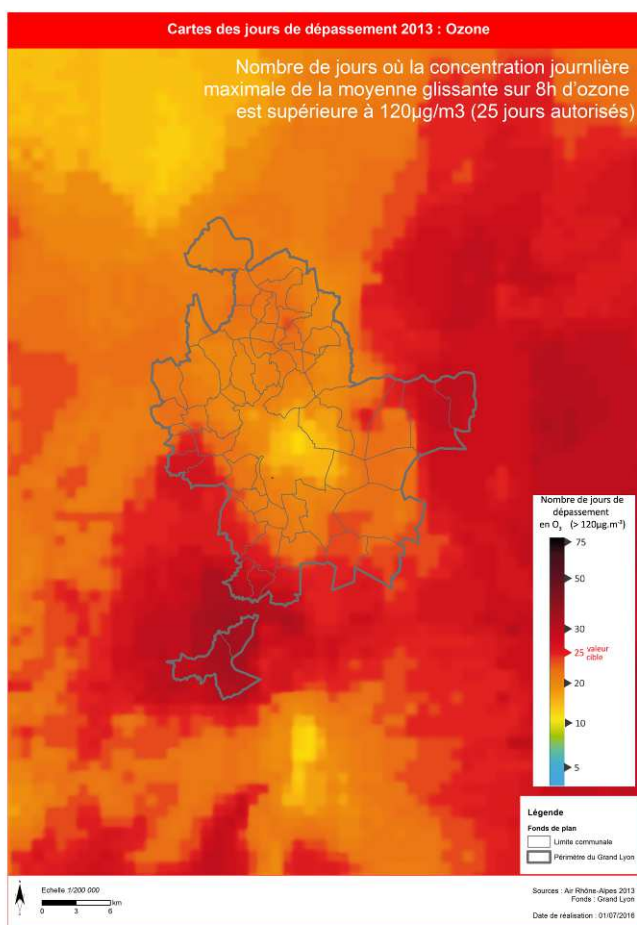 Cartes des jours de dépassement 2013 : Ozone
Nombre de jours où la concentration journlière
maximale de la moyenne glissante sur 8h d'ozone
est supérieure à 120µg/m3 (25 jours autorisés)
Nombre de jours de
dépassement
en O3 (> 120µg.m-3)
75
50
30
25 valeur
cible
20
10
5
Légende
Fonds de plan
Limite communale
Périmètre du Grand Lyon
Echelle 1/200 000
0 3 6 km
Sources : Air Rhône-Alpes 2013
Fonds : Grand Lyon
Date de réalisation : 01/07/2016